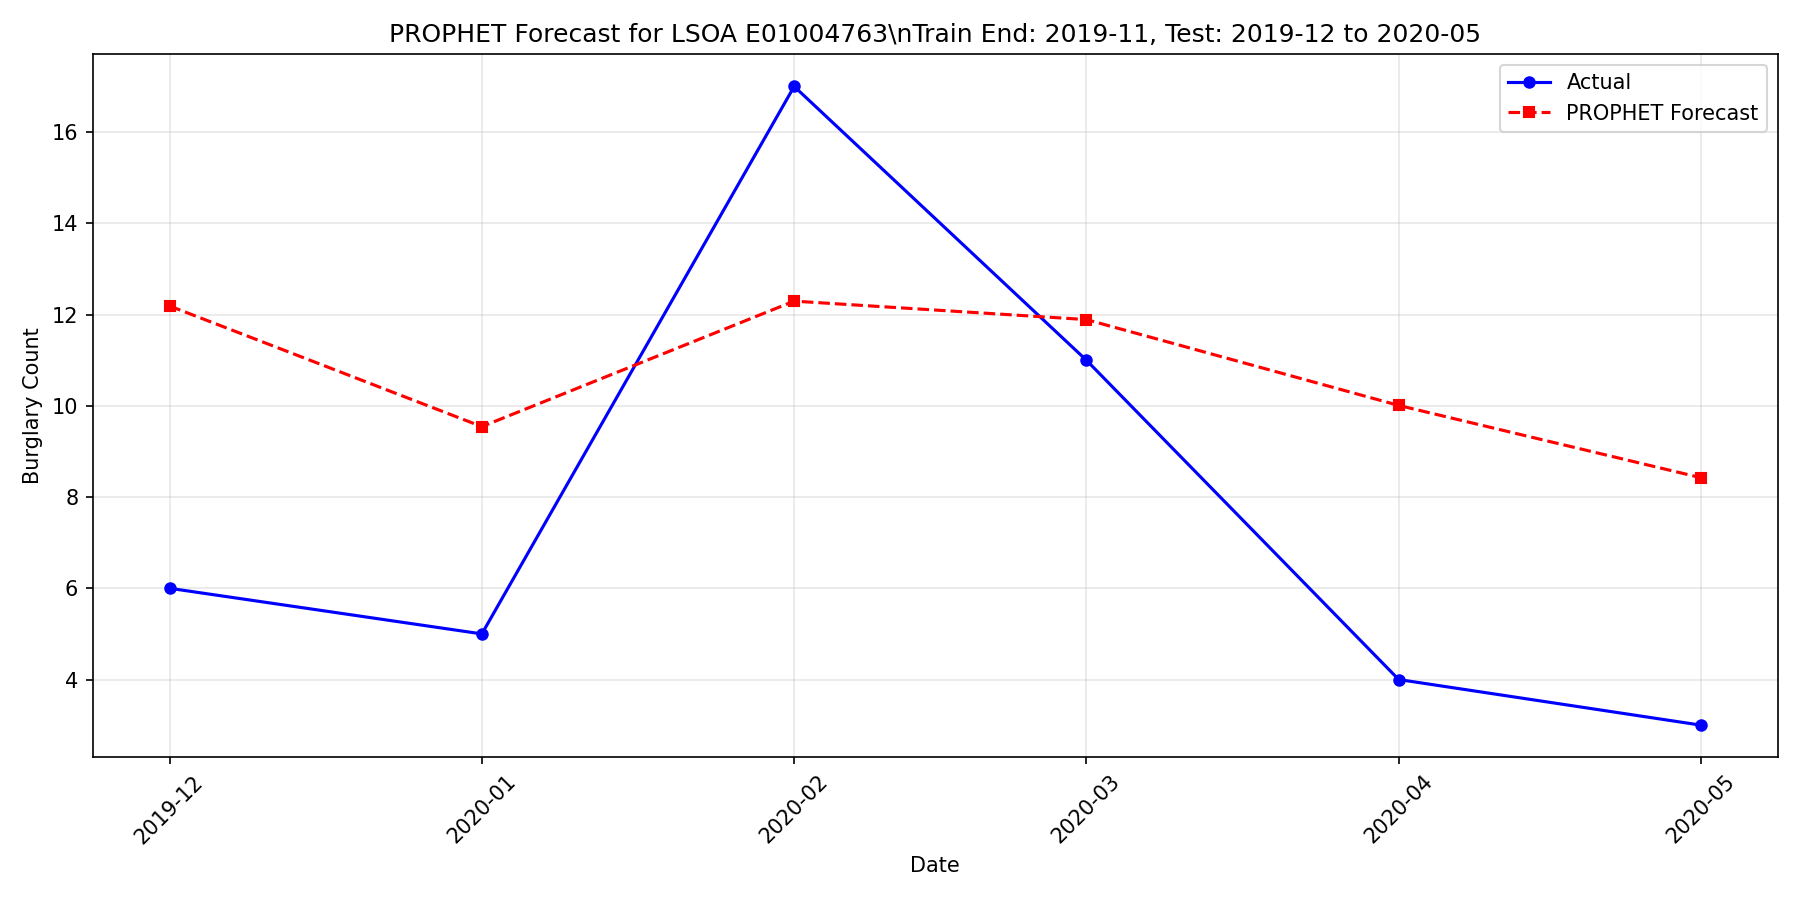 PROPHET Forecast for LSOA E01004763\nTrain End: 2019-11, Test: 2019-12 to 2020-05
Actual
PROPHET Forecast
Burglary Count
16
14
12
10
8
6
4
2019-12
2020-01
2020-02
2020-03
2020-04
2020-05
Date